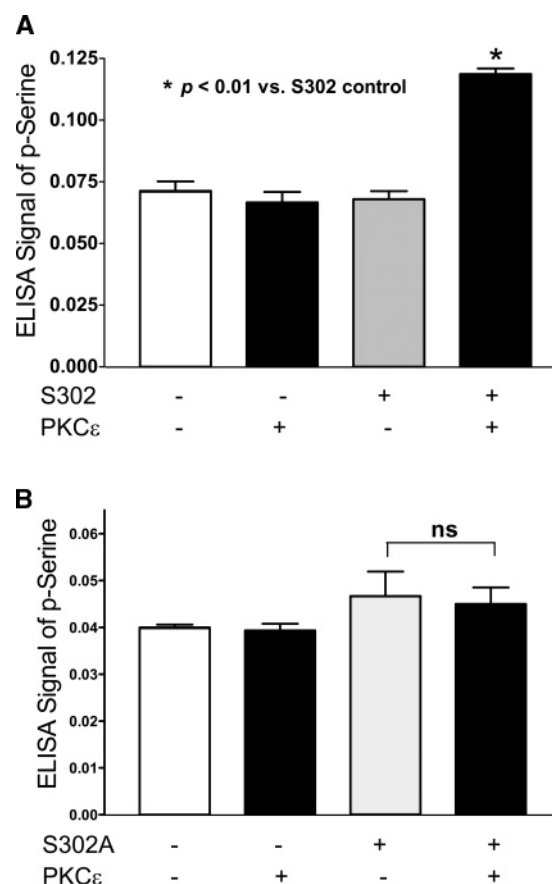 A
ELISA Signal of p-Serine
0.125
0.100
0.075
0.050
0.025
0.000
* p < 0.01 vs. S302 control
*
S302 - - + +
PKCε - + - +
B
ELISA Signal of p-Serine
0.06
0.05
0.04
0.03
0.02
0.01
0.00
ns
S302A - - + +
PKCε - + - +